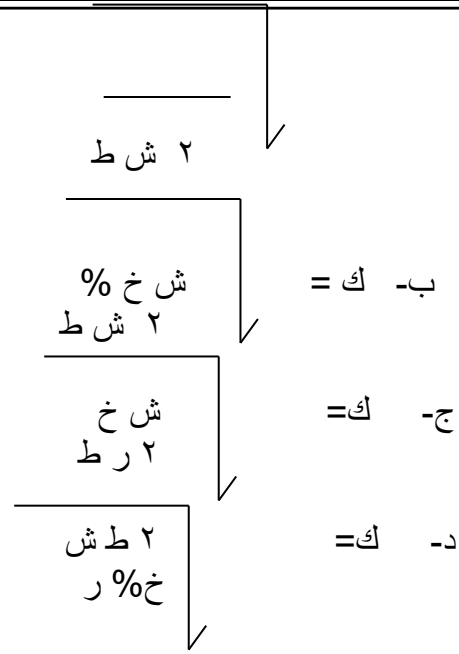 ٢ ش ط
ب- ك = ش خ %
٢ ش ط
ج- ك= ش خ
٢ ر ط
د- ك= ٢ ط ش
خ% ر